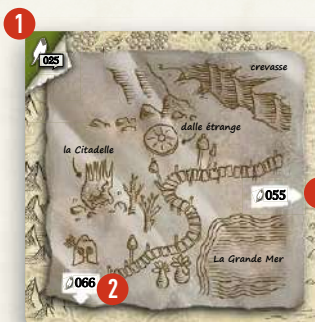 1
025
crevasse
dalle étrange
la Citadelle
055
La Grande Mer
066 2